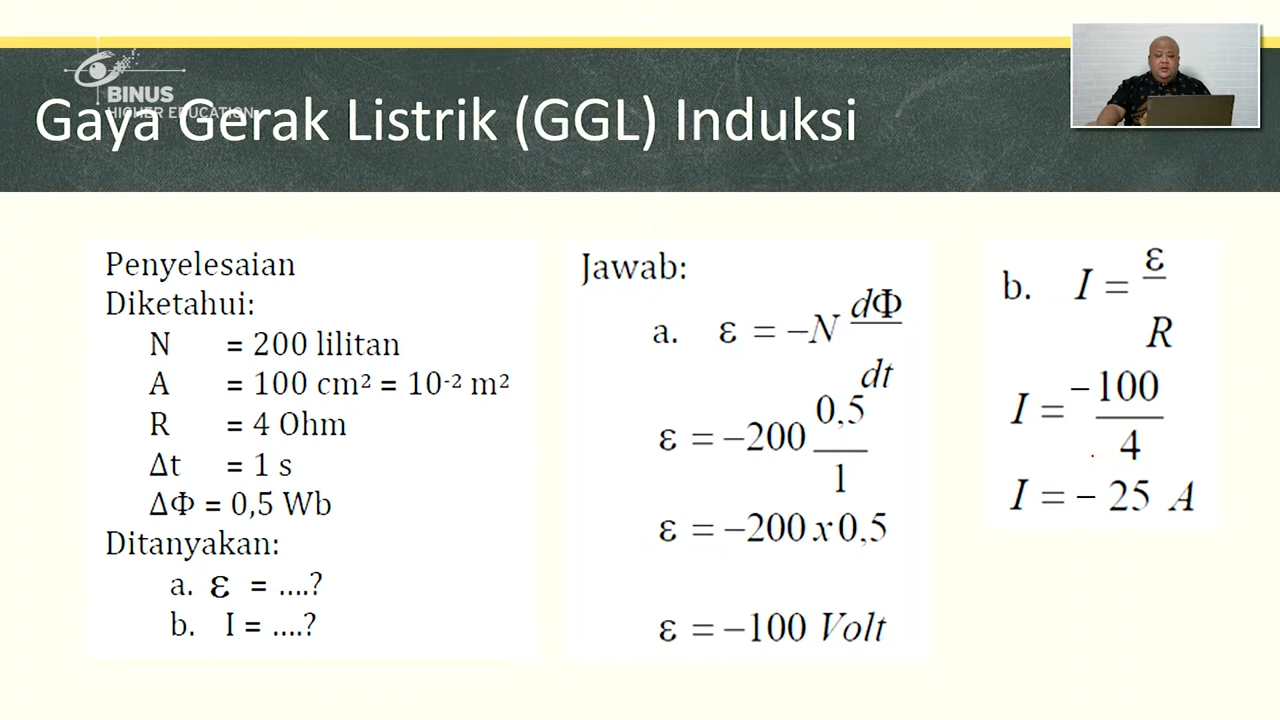 BINUS
HIGHER EDUCATION
Gaya Gerak Listrik (GGL) Induksi
Penyelesaian
Diketahui:
N = 200 lilitan
A = 100 cm² = 10⁻² m²
R = 4 Ohm
Δt = 1 s
ΔΦ = 0,5 Wb
Ditanyakan:
a. ε = ....?
b. I = ....?
Jawab:
a. ε = −N dΦ/dt
ε = −200 0,5/1
ε = −200 x 0,5
ε = −100 Volt
b. I = ε/R
I = −100/4
I = − 25 A